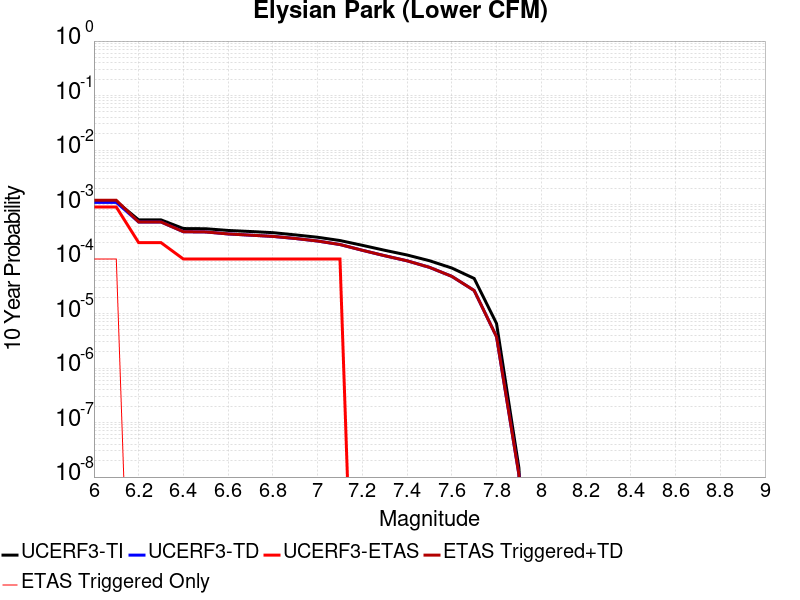 Elysian Park (Lower CFM)
10 0
10 -1
10 -2
10 -3
10 -4
10 -5
10 -6
10 -7
10 -8
10 Year Probability
6 6.2 6.4 6.6 6.8 7 7.2 7.4 7.6 7.8 8 8.2 8.4 8.6 8.8 9
Magnitude
UCERF3-TI UCERF3-TD UCERF3-ETAS ETAS Triggered+TD
ETAS Triggered Only